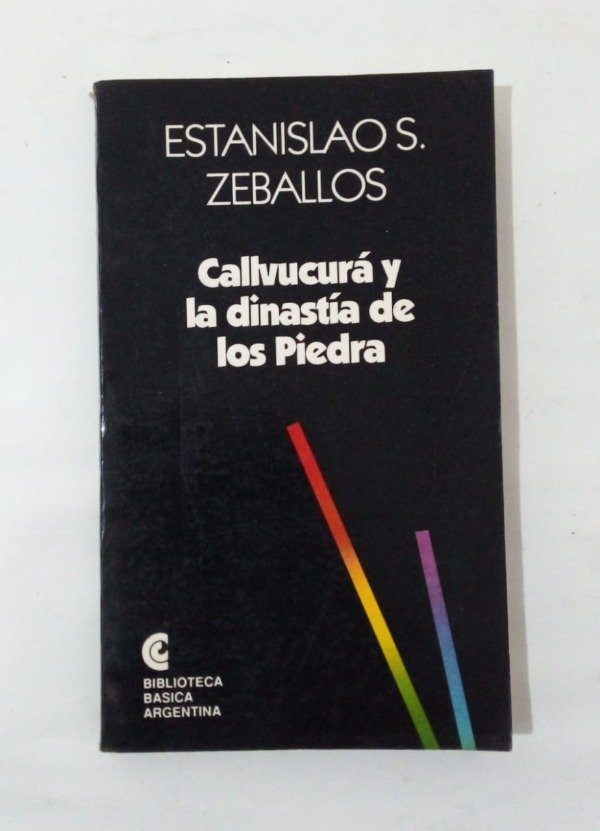 ESTANISLAO S.
ZEBALLOS
Callvucurá y
la dinastía de
los Piedra
BIBLIOTECA
BASICA
ARGENTINA